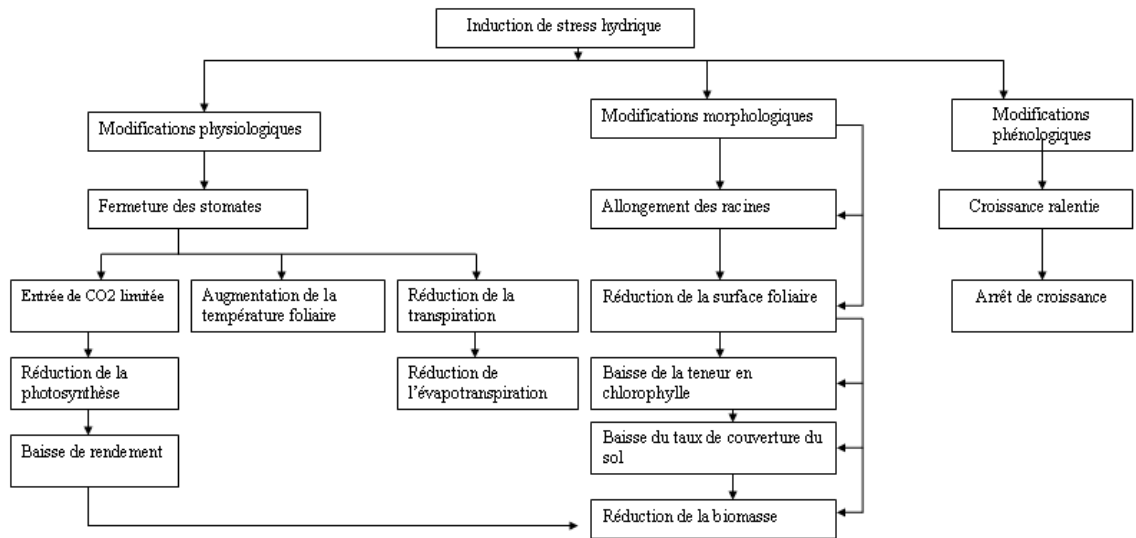 Induction de stress hydrique
Modifications physiologiques
Modifications morphologiques
Modifications
phénologiques
Fermeture des stomates
Allongement des racines
Croissance ralentie
Entrée de CO2 limitée
Augmentation de la
température foliaire
Réduction de la
transpiration
Réduction de la surface foliaire
Arrêt de croissance
Réduction de la
photosynthèse
Réduction de
l’évapotranspiration
Baisse de la teneur en
chlorophylle
Baisse de rendement
Baisse du taux de couverture du
sol
Réduction de la biomasse